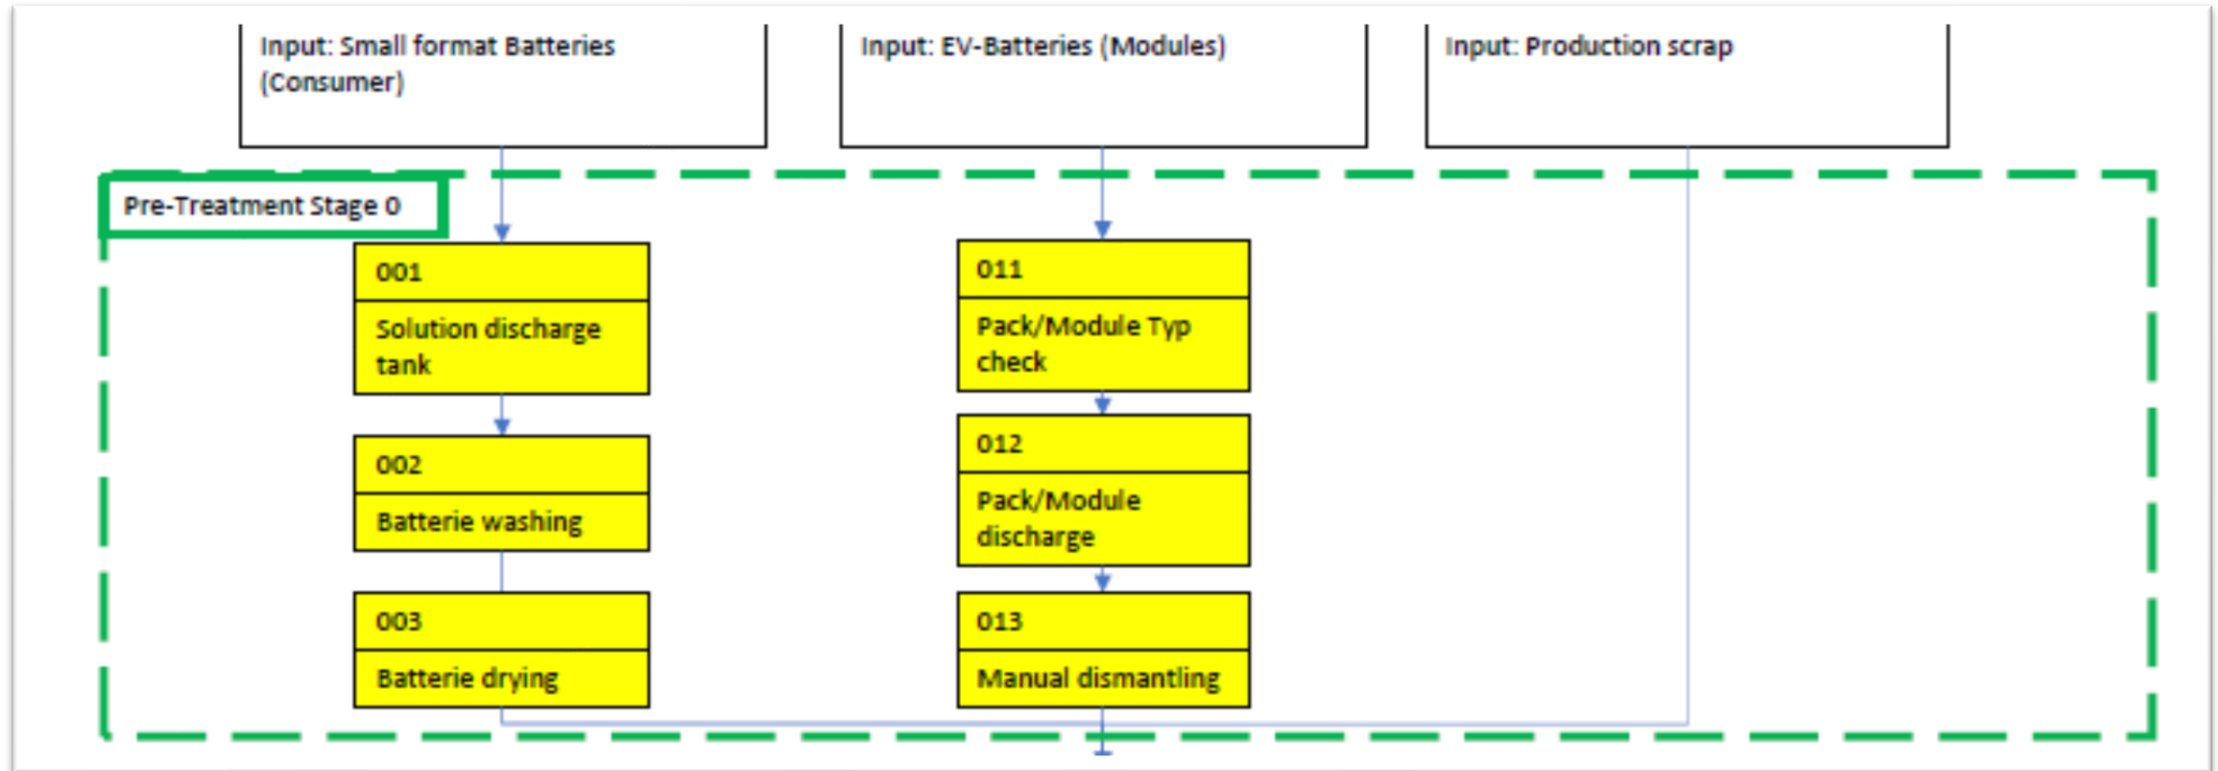 Input: Small format Batteries
(Consumer)
Input: EV-Batteries (Modules)
Input: Production scrap
Pre-Treatment Stage 0
001
Solution discharge
tank
002
Batterie washing
003
Batterie drying
011
Pack/Module Typ
check
012
Pack/Module
discharge
013
Manual dismantling